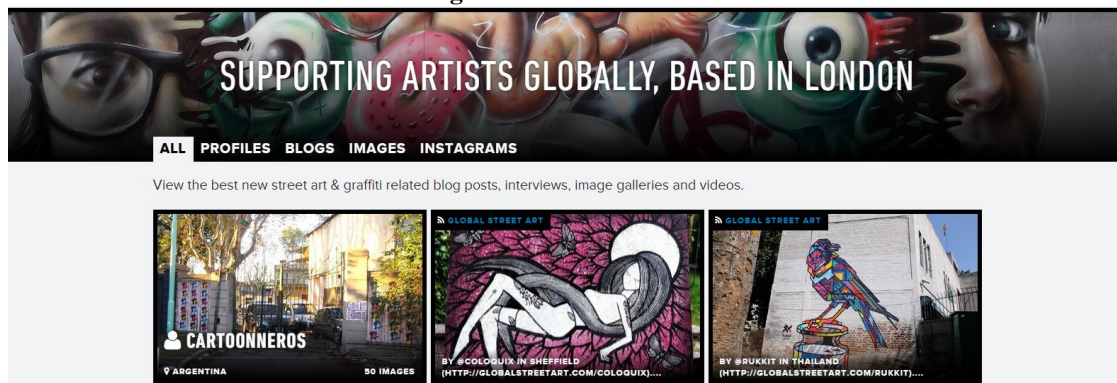 SUPPORTING ARTISTS GLOBALLY, BASED IN LONDON
ALL PROFILES BLOGS IMAGES INSTAGRAMS
View the best new street art & graffiti related blog posts, interviews, image galleries and videos.
CARTOONNEROS
ARGENTINA 50 IMAGES
GLOBAL STREET ART
BY @COLOQUIX IN SHEFFIELD
(HTTP://GLOBALSTREETART.COM/COLOQUIX)....
GLOBAL STREET ART
BY @RUKKIT IN THAILAND
(HTTP://GLOBALSTREETART.COM/RUKKIT)....